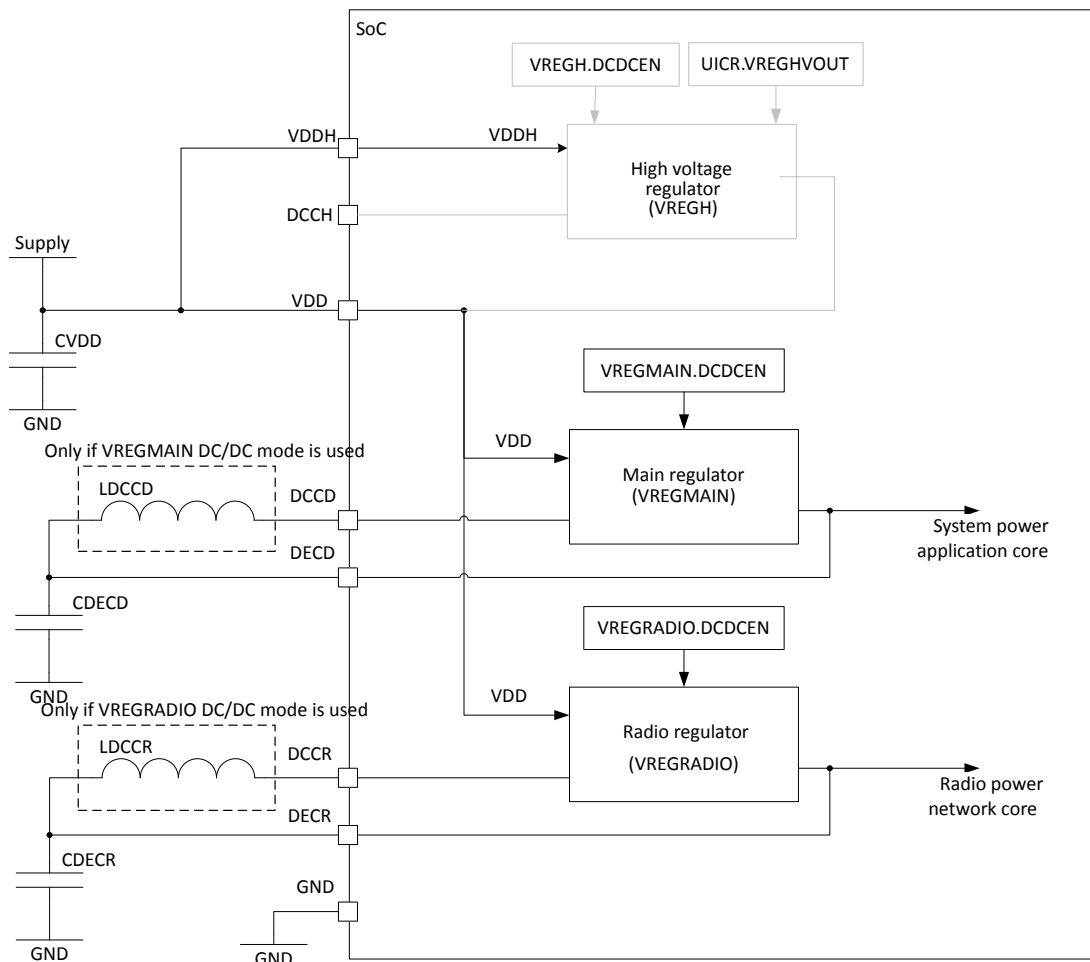 SoC
VREGH.DCDCEN
UICR.VREGHVOUT
VDDH
VDDH
High voltage
regulator
(VREGH)
DCCH
Supply
VDD
CVDD
GND
VREGMAIN.DCDCEN
Only if VREGMAIN DC/DC mode is used
VDD
LDCCD
DCCD
Main regulator
(VREGMAIN)
System power
application core
DECD
CDECD
GND
VREGRADIO.DCDCEN
Only if VREGRADIO DC/DC mode is used
VDD
LDCCR
DCCR
Radio regulator
(VREGRADIO)
Radio power
network core
DECR
CDECR
GND
GND
GND